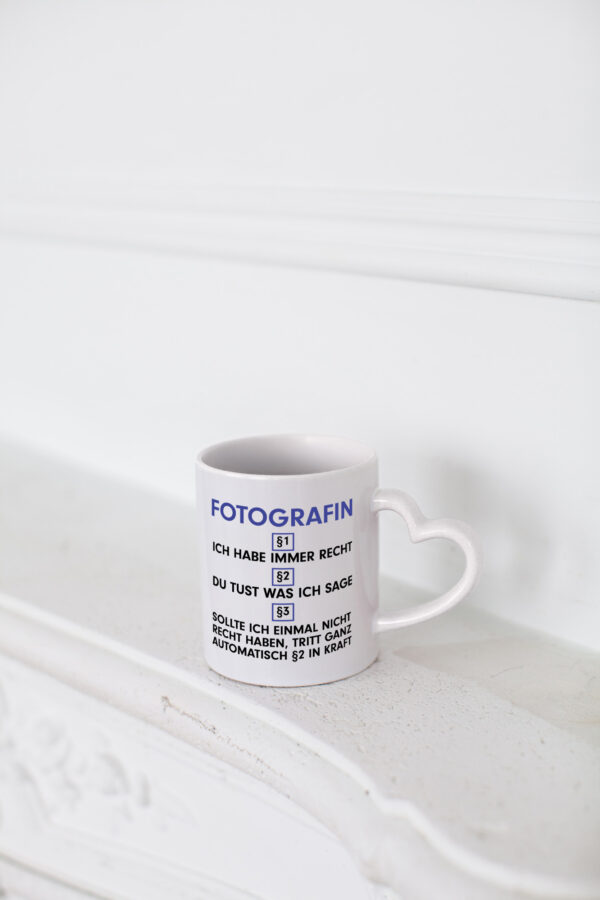 FOTOGRAFIN
§1
ICH HABE IMMER RECHT
§2
DU TUST WAS ICH SAGE
§3
SOLLTE ICH EINMAL NICHT
RECHT HABEN, TRITT GANZ
AUTOMATISCH §2 IN KRAFT